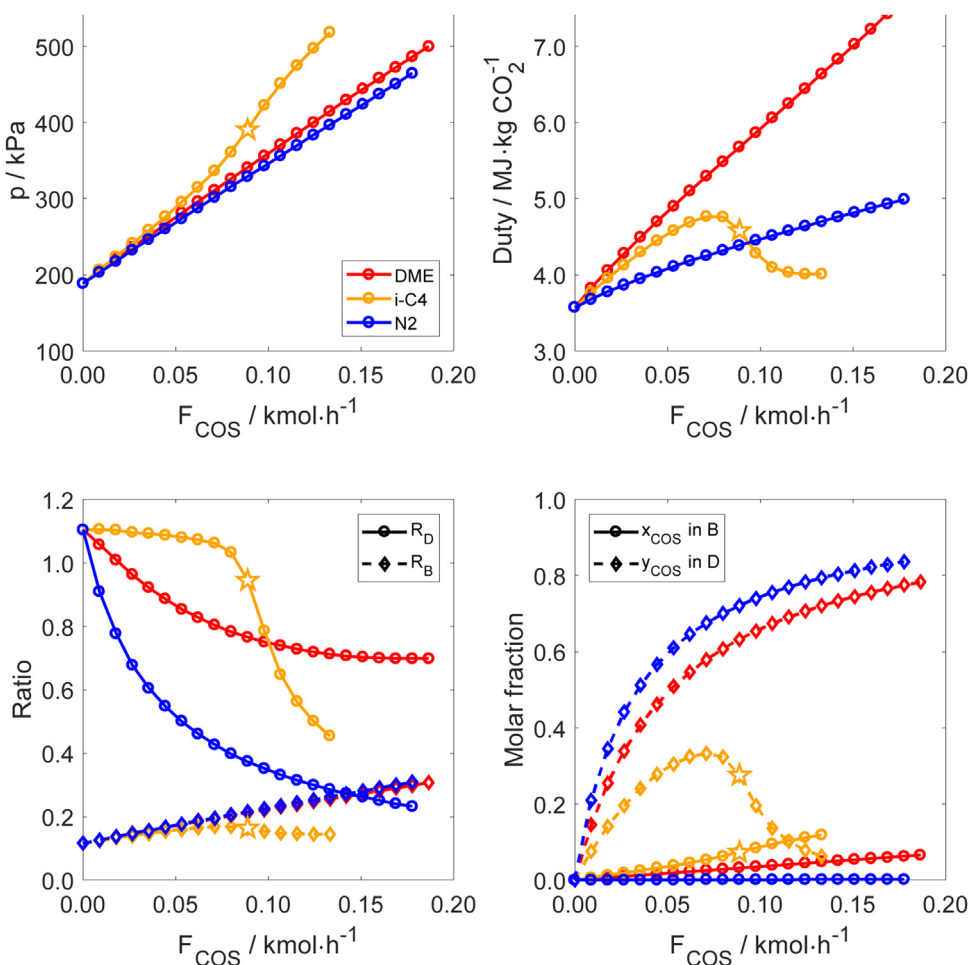 500
400
300
200
100
p / kPa
DME
i-C4
N2
0.00 0.05 0.10 0.15 0.20
F_COS / kmol·h⁻¹
7.0
6.0
5.0
4.0
3.0
Duty / MJ·kg CO₂⁻¹
0.00 0.05 0.10 0.15 0.20
F_COS / kmol·h⁻¹
1.2
1.0
0.8
0.6
0.4
0.2
0.0
Ratio
R_D
R_B
0.00 0.05 0.10 0.15 0.20
F_COS / kmol·h⁻¹
1.0
0.8
0.6
0.4
0.2
0.0
Molar fraction
x_COS in B
y_COS in D
0.00 0.05 0.10 0.15 0.20
F_COS / kmol·h⁻¹